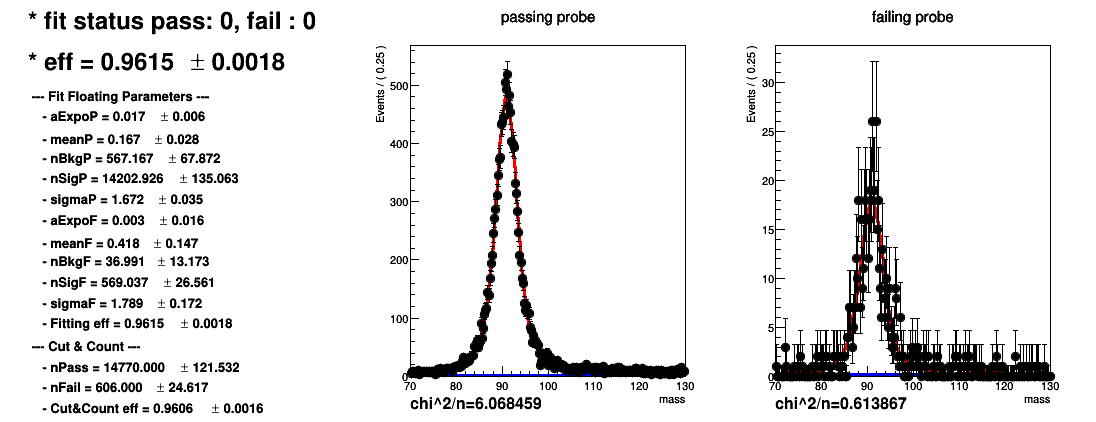 * fit status pass: 0, fail : 0
* eff = 0.9615 ± 0.0018
--- Fit Floating Parameters ---
- aExpoP = 0.017 ± 0.006
- meanP = 0.167 ± 0.028
- nBkgP = 567.167 ± 67.872
- nSigP = 14202.926 ± 135.063
- sigmaP = 1.672 ± 0.035
- aExpoF = 0.003 ± 0.016
- meanF = 0.418 ± 0.147
- nBkgF = 36.991 ± 13.173
- nSigF = 569.037 ± 26.561
- sigmaF = 1.789 ± 0.172
- Fitting eff = 0.9615 ± 0.0018
--- Cut & Count ---
- nPass = 14770.000 ± 121.532
- nFail = 606.000 ± 24.617
- Cut&Count eff = 0.9606 ± 0.0016
passing probe
Events / ( 0.25 )
500
400
300
200
100
0
70 80 90 100 110 120 130
mass
chi^2/n=6.068459
failing probe
Events / ( 0.25 )
30
25
20
15
10
5
0
70 80 90 100 110 120 130
mass
chi^2/n=0.613867